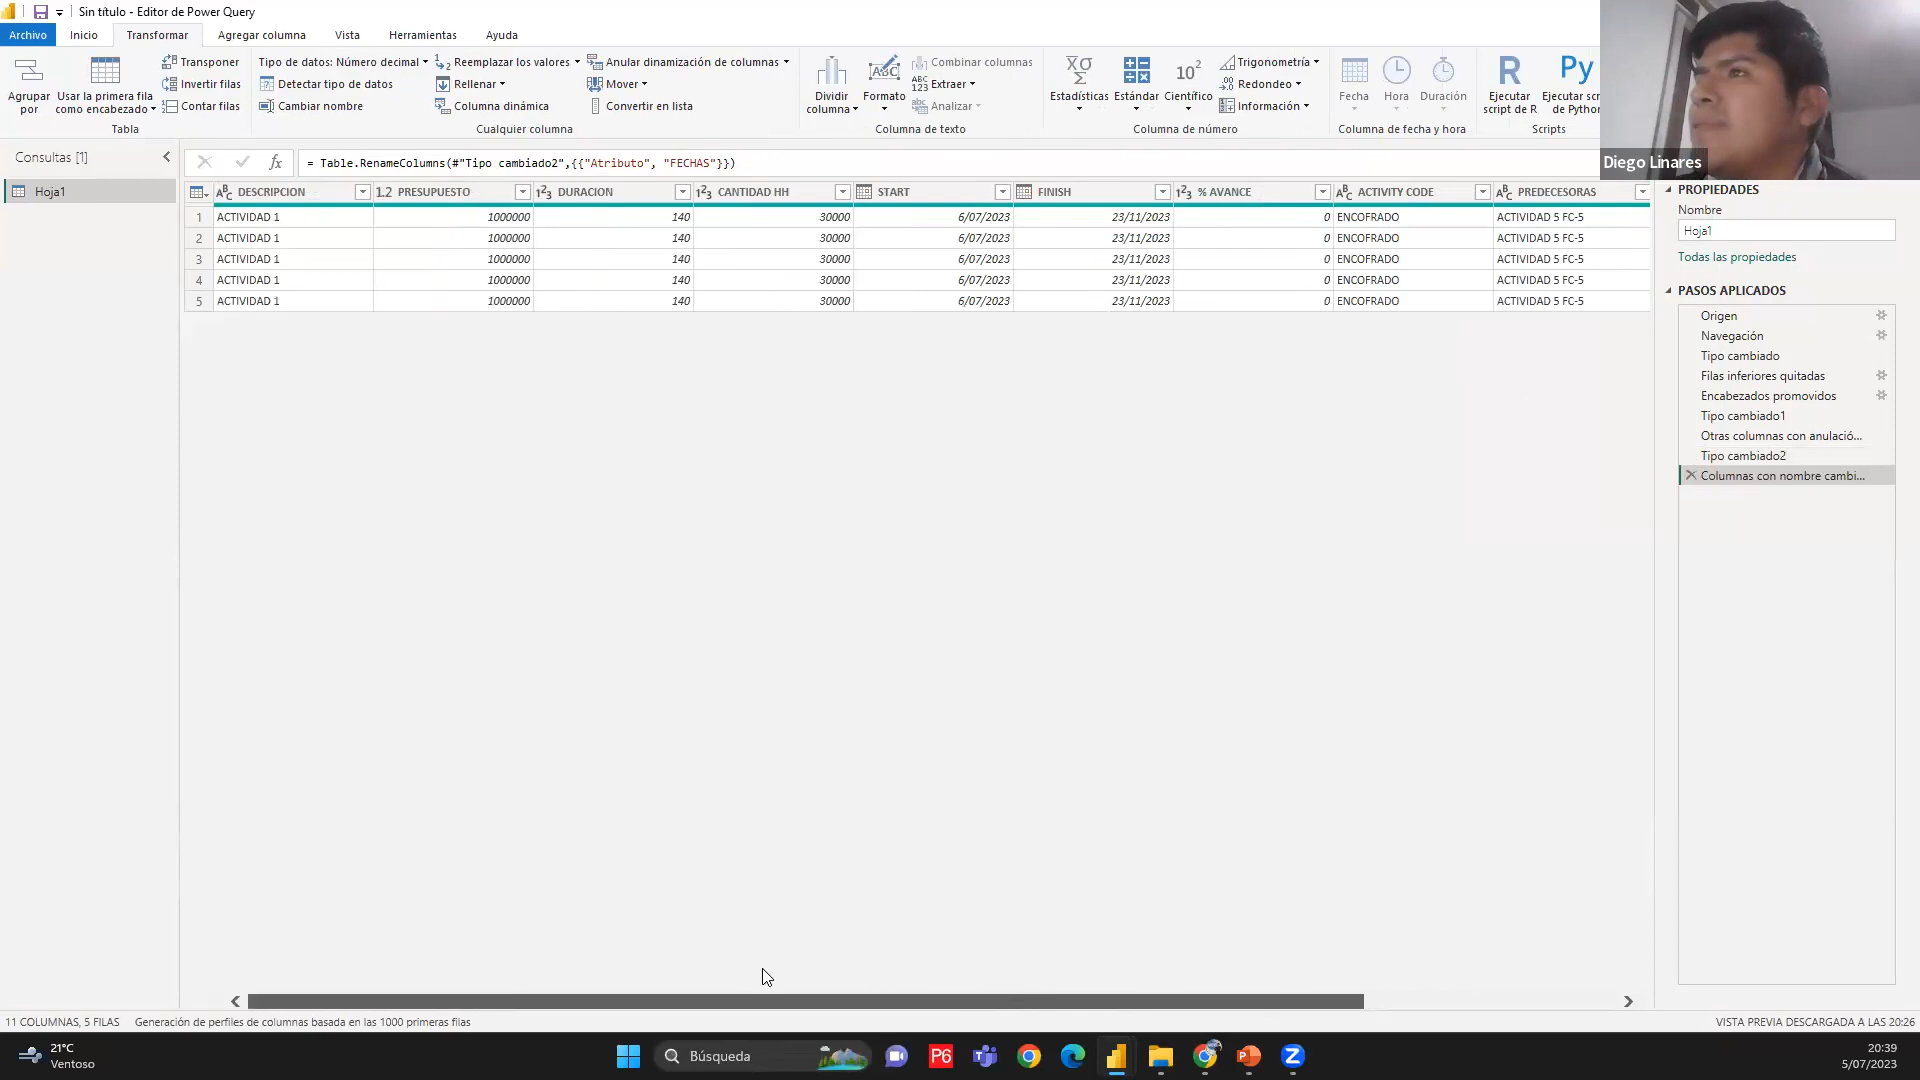 Sin título - Editor de Power Query
Archivo Inicio Transformar Agregar columna Vista Herramientas Ayuda
Agrupar por
Usar la primera fila como encabezado
Transponer
Invertir filas
Contar filas
Tabla
Tipo de datos: Número decimal
Detectar tipo de datos
Cambiar nombre
Reemplazar los valores
Rellenar
Columna dinámica
Anular dinamización de columnas
Mover
Convertir en lista
Cualquier columna
Dividir columna
Formato
Combinar columnas
Extraer
Analizar
Columna de texto
Estadísticas
Estándar
Científico
Trigonometría
Redondeo
Información
Columna de número
Fecha
Hora
Duración
Columna de fecha y hora
R
Ejecutar script de R
Py
Ejecutar scr de Python
Scripts
Diego Linares
Consultas [1]
Hoja1
= Table.RenameColumns(#"Tipo cambiado2",{{"Atributo", "FECHAS"}})
DESCRIPCION 1.2 PRESUPUESTO 123 DURACION 123 CANTIDAD HH START FINISH 123 % AVANCE ABC ACTIVITY CODE ABC PREDECESORAS
1 ACTIVIDAD 1 1000000 140 30000 6/07/2023 23/11/2023 0 ENCOFRADO ACTIVIDAD 5 FC-5
2 ACTIVIDAD 1 1000000 140 30000 6/07/2023 23/11/2023 0 ENCOFRADO ACTIVIDAD 5 FC-5
3 ACTIVIDAD 1 1000000 140 30000 6/07/2023 23/11/2023 0 ENCOFRADO ACTIVIDAD 5 FC-5
4 ACTIVIDAD 1 1000000 140 30000 6/07/2023 23/11/2023 0 ENCOFRADO ACTIVIDAD 5 FC-5
5 ACTIVIDAD 1 1000000 140 30000 6/07/2023 23/11/2023 0 ENCOFRADO ACTIVIDAD 5 FC-5
PROPIEDADES
Nombre
Hoja1
Todas las propiedades
PASOS APLICADOS
Origen
Navegación
Tipo cambiado
Filas inferiores quitadas
Encabezados promovidos
Tipo cambiado1
Otras columnas con anulació...
Tipo cambiado2
Columnas con nombre cambi...
11 COLUMNAS, 5 FILAS Generación de perfiles de columnas basada en las 1000 primeras filas
VISTA PREVIA DESCARGADA A LAS 20:26
21°C
Ventoso
Búsqueda
P6
20:39
5/07/2023